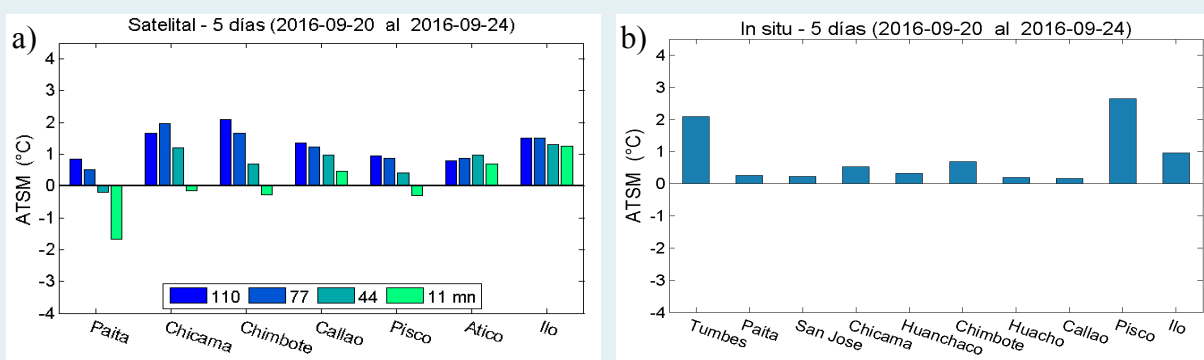 a)
Satelital - 5 días (2016-09-20 al 2016-09-24)
4
3
2
1
0
-1
-2
-3
-4
ATSM (°C)
110 77 44 11 mn
Paita Chicama Chimbote Callao Pisco Atico Ilo
b)
In situ - 5 días (2016-09-20 al 2016-09-24)
4
3
2
1
0
-1
-2
-3
-4
ATSM (°C)
Tumbes Paita San Jose Chicama Huanchaco Chimbote Huacho Callao Pisco Ilo